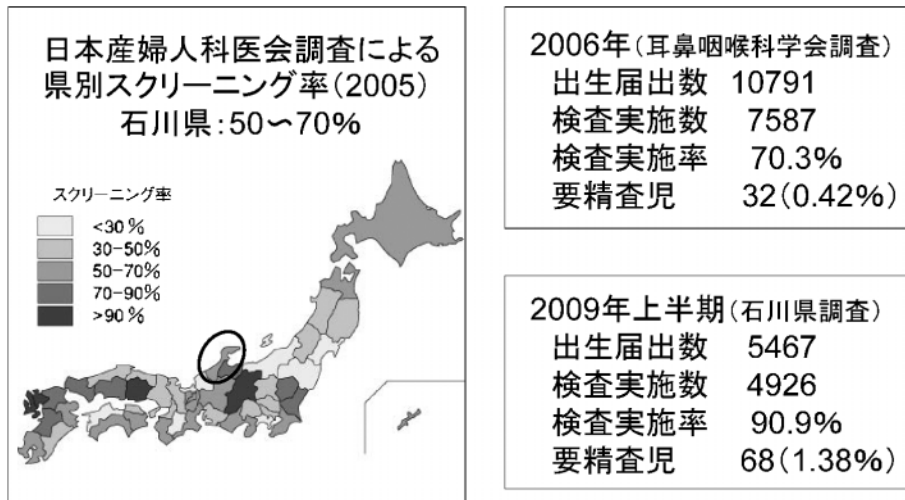 日本産婦人科医会調査による
県別スクリーニング率(2005)
石川県:50〜70%
スクリーニング率
<30%
30-50%
50-70%
70-90%
>90%
2006年(耳鼻咽喉科学会調査)
出生届出数 10791
検査実施数 7587
検査実施率 70.3%
要精査児 32(0.42%)
2009年上半期(石川県調査)
出生届出数 5467
検査実施数 4926
検査実施率 90.9%
要精査児 68(1.38%)